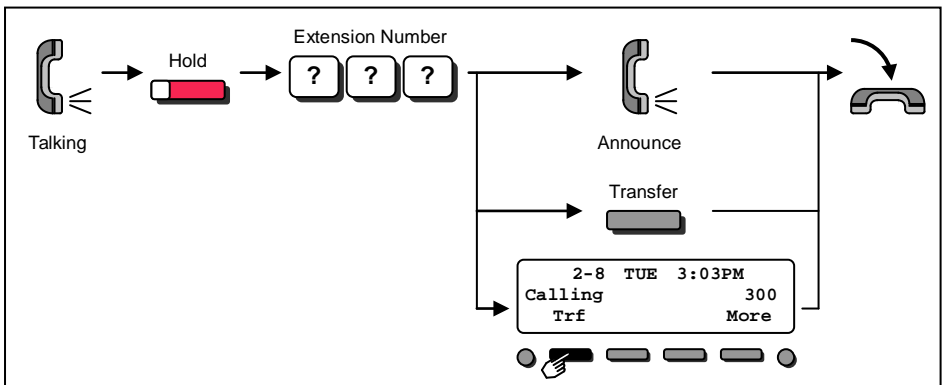 Extension Number
Hold
? ? ?
Talking
Announce
Transfer
2-8 TUE 3:03PM
Calling 300
Trf More